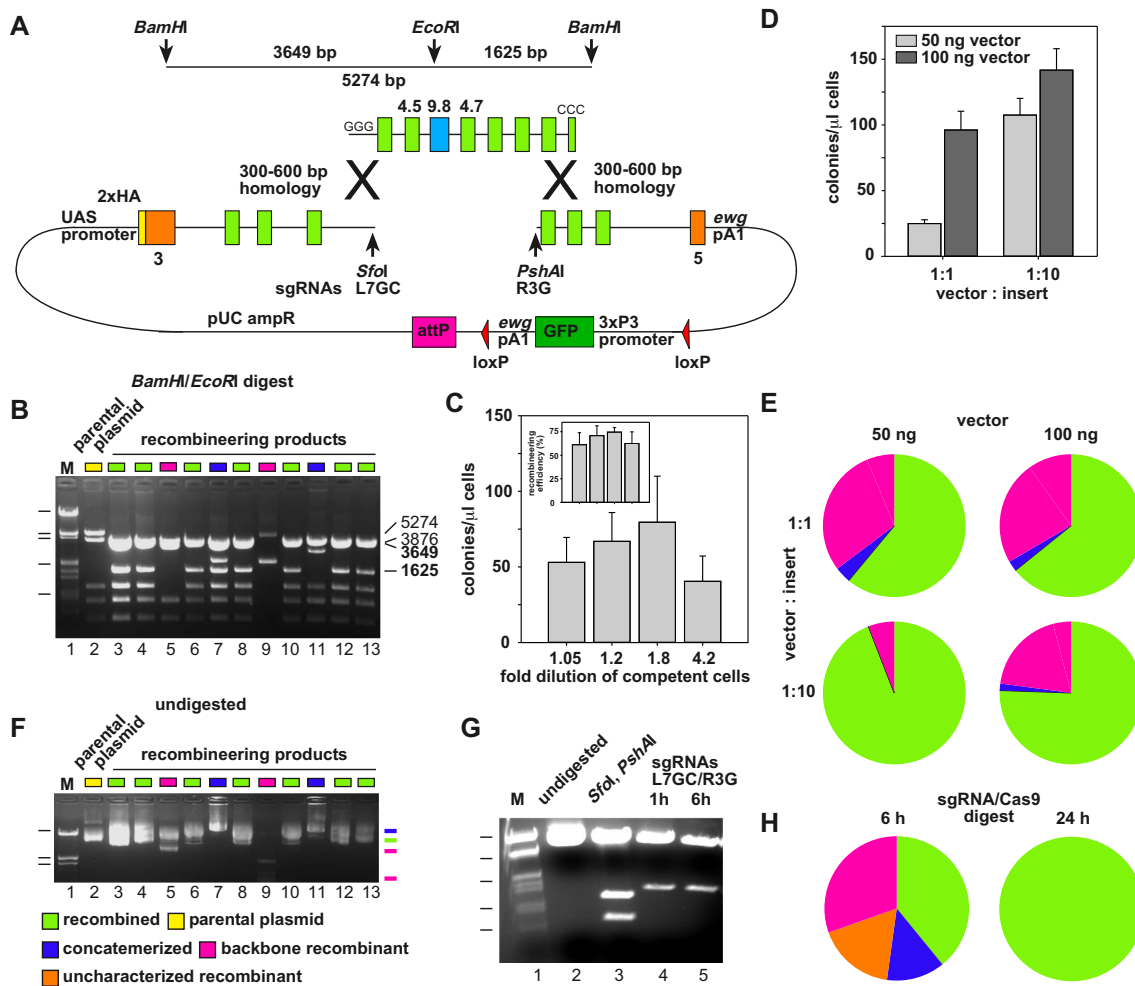 A
BamHI
EcoRI
BamHI
3649 bp
1625 bp
5274 bp
4.5 9.8 4.7
GGG
CCC
300-600 bp
homology
300-600 bp
homology
2xHA
UAS
promoter
ewg
pA1
3
5
SfoI
sgRNAs L7GC
PshAI
R3G
pUC ampR
attP
ewg
pA1
GFP
3xP3
promoter
loxP
loxP
B
BamHI/EcoRI digest
parental
plasmid
recombineering products
M
5274
3876
3649
1625
1 2 3 4 5 6 7 8 9 10 11 12 13
C
colonies/µl cells
150
100
50
0
recombineering
efficiency (%)
75
50
25
0
1.05 1.2 1.8 4.2
fold dilution of competent cells
D
colonies/µl cells
150
100
50
0
50 ng vector
100 ng vector
1:1 1:10
vector : insert
E
vector
50 ng 100 ng
vector : insert
1:1
1:10
F
undigested
parental
plasmid
recombineering products
M
1 2 3 4 5 6 7 8 9 10 11 12 13
recombined
parental plasmid
concatemerized
backbone recombinant
uncharacterized recombinant
G
M
undigested
SfoI, PshAI
sgRNAs
L7GC/R3G
1h 6h
1 2 3 4 5
H
sgRNA/Cas9
digest
6 h 24 h